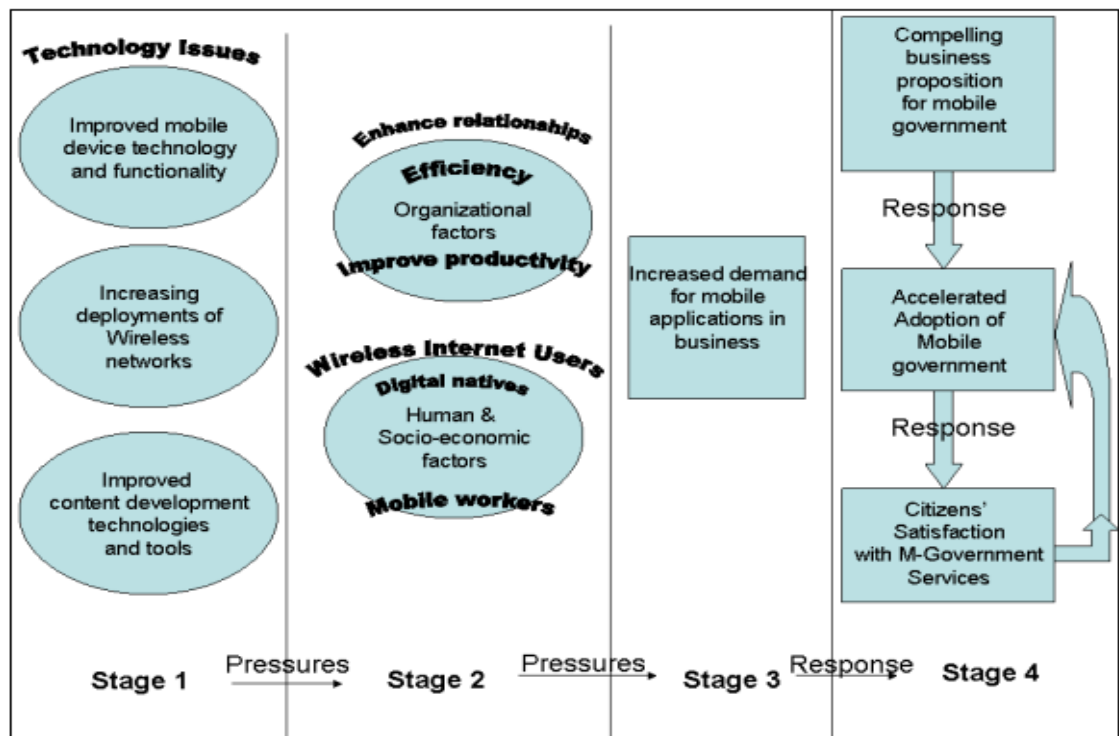 Technology Issues
Improved mobile
device technology
and functionality
Increasing
deployments of
Wireless
networks
Improved
content development
technologies
and tools
Enhance relationships
Efficiency
Organizational
factors
Improve productivity
Wireless Internet Users
Digital natives
Human &
Socio-economic
factors
Mobile workers
Increased demand
for mobile
applications in
business
Compelling
business
proposition
for mobile
government
Response
Accelerated
Adoption of
Mobile
government
Response
Citizens'
Satisfaction
with M-Government
Services
Stage 1
Pressures
Stage 2
Pressures
Stage 3
Response
Stage 4